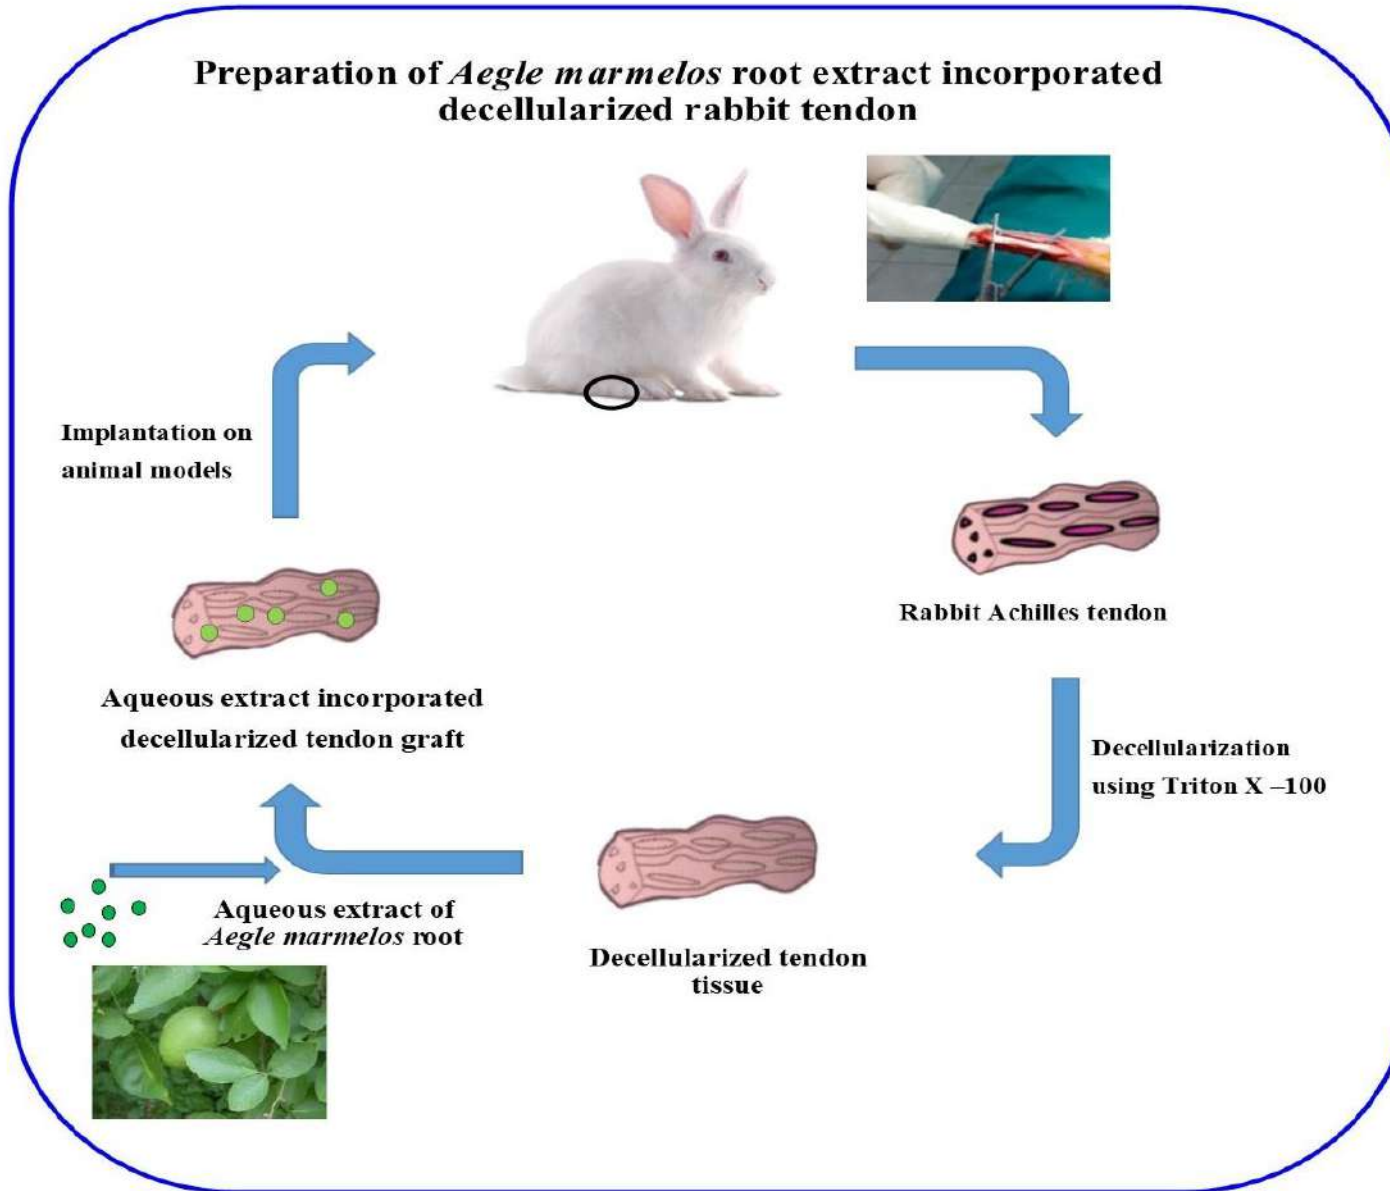 Preparation of Aegle marmelos root extract incorporated
decellularized rabbit tendon
Implantation on
animal models
Rabbit Achilles tendon
Aqueous extract incorporated
decellularized tendon graft
Decellularization
using Triton X –100
Aqueous extract of
Aegle marmelos root
Decellularized tendon
tissue